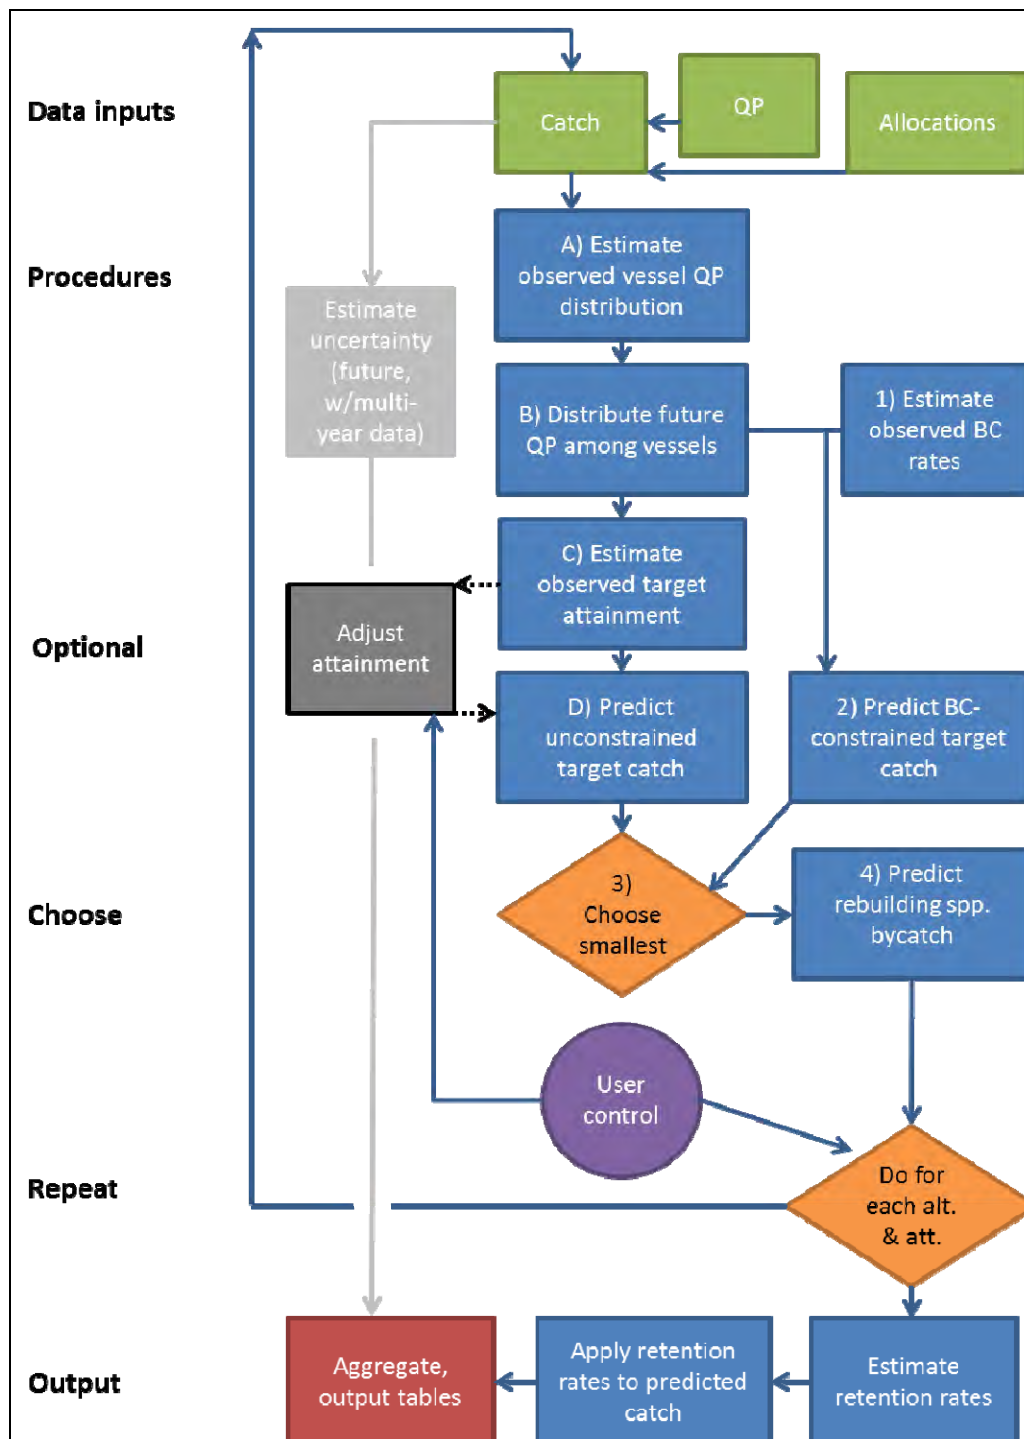 Data inputs
Catch
QP
Allocations
Procedures
A) Estimate
observed vessel QP
distribution
Estimate
uncertainty
(future,
w/multi-
year data)
B) Distribute future
QP among vessels
1) Estimate
observed BC
rates
C) Estimate
observed target
attainment
Optional
Adjust
attainment
D) Predict
unconstrained
target catch
2) Predict BC-
constrained target
catch
Choose
3)
Choose
smallest
4) Predict
rebuilding spp.
bycatch
User
control
Repeat
Do for
each alt.
& att.
Output
Aggregate,
output tables
Apply retention
rates to predicted
catch
Estimate
retention rates